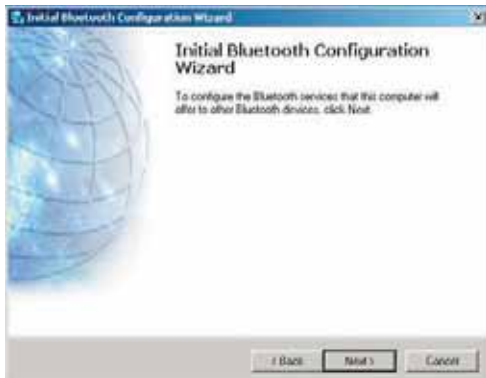 Initial Bluetooth Configuration Wizard
Initial Bluetooth Configuration
Wizard
To configure the Bluetooth services that this computer will
offer to other Bluetooth devices, click Next.
< Back
Next >
Cancel